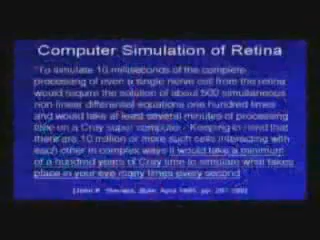 Computer Simulation of Retina
"To simulate 10 milliseconds of the complete
processing of even a single nerve cell from the retina
would require the solution of about 500 simultaneous
non-linear differential equations one hundred times
and would take at least several minutes of processing
time on a Cray super computer. Keeping in mind that
there are 10 million or more such cells interacting with
each other in complex ways it would take a minimum
of a hundred years of Cray time to simulate what takes
place in your eye many times every second
April 1985, pp.